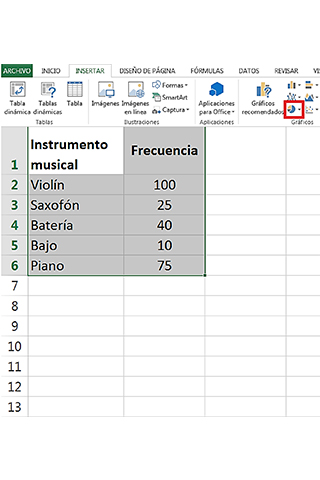 ARCHIVO INICIO INSERTAR DISEÑO DE PÁGINA FÓRMULAS DATOS REVISAR VI
Tabla dinámica Tablas dinámicas Tabla Imágenes Imágenes en línea Formas SmartArt Captura Aplicaciones para Office Gráficos recomendados
Tablas Ilustraciones Aplicaciones Gráficos
1 Instrumento musical Frecuencia
2 Violín 100
3 Saxofón 25
4 Batería 40
5 Bajo 10
6 Piano 75
7
8
9
10
11
12
13